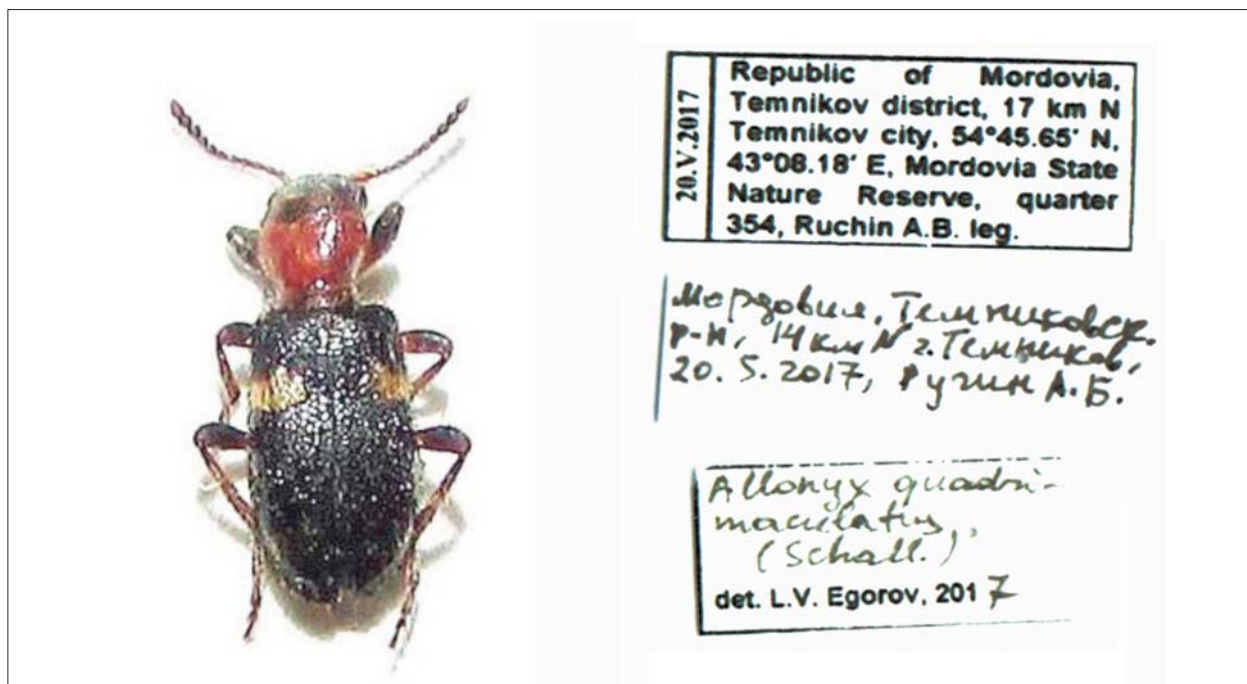 20.V.2017
Republic of Mordovia,
Temnikov district, 17 km N
Temnikov city, 54°45.65' N,
43°08.18' E, Mordovia State
Nature Reserve, quarter
354, Ruchin A.B. leg.
Мордовия, Темниковск.
р-н, 14 км N г. Темников,
20. 5. 2017, Ручин А.Б.
Allonyx quadri-
maculatus
(Schall.)
det. L.V. Egorov, 2017